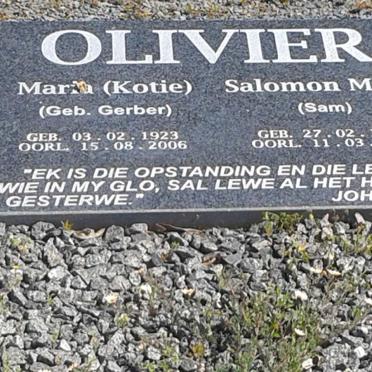 OLIVIER
Maria (Kotie) Salomon M
(Geb. Gerber) (Sam)
GEB. 03 . 02 . 1923 GEB. 27 . 02 .
OORL. 15 . 08 . 2006 OORL. 11 . 03 .
"EK IS DIE OPSTANDING EN DIE LE
WIE IN MY GLO, SAL LEWE AL HET H
GESTERWE." JOH